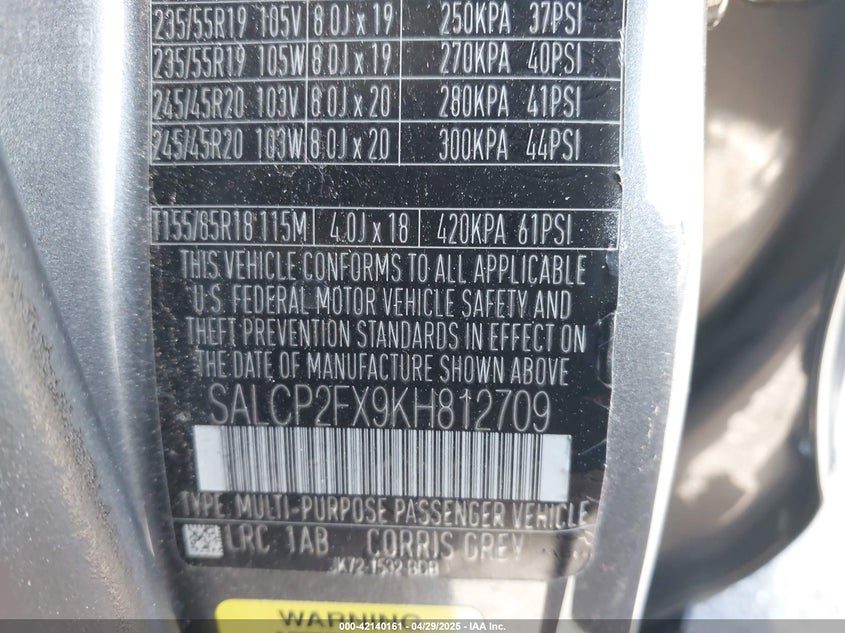 235/55R19 105V 8.0J x 19 250KPA 37PSI
235/55R19 105W 8.0J x 19 270KPA 40PSI
245/45R20 103V 8.0J x 20 280KPA 41PSI
245/45R20 103W 8.0J x 20 300KPA 44PSI
T155/85R18 115M 4.0J x 18 420KPA 61PSI
THIS VEHICLE CONFORMS TO ALL APPLICABLE
U.S. FEDERAL MOTOR VEHICLE SAFETY AND
THEFT PREVENTION STANDARDS IN EFFECT ON
THE DATE OF MANUFACTURE SHOWN ABOVE
SALCP2FX9KH812709
TYPE: MULTI-PURPOSE PASSENGER VEHICLE
LRC 1AB CORRIS GREY
JK72-1532-BDB
WARNING
000-42140161 - 04/29/2025 - IAA Inc.